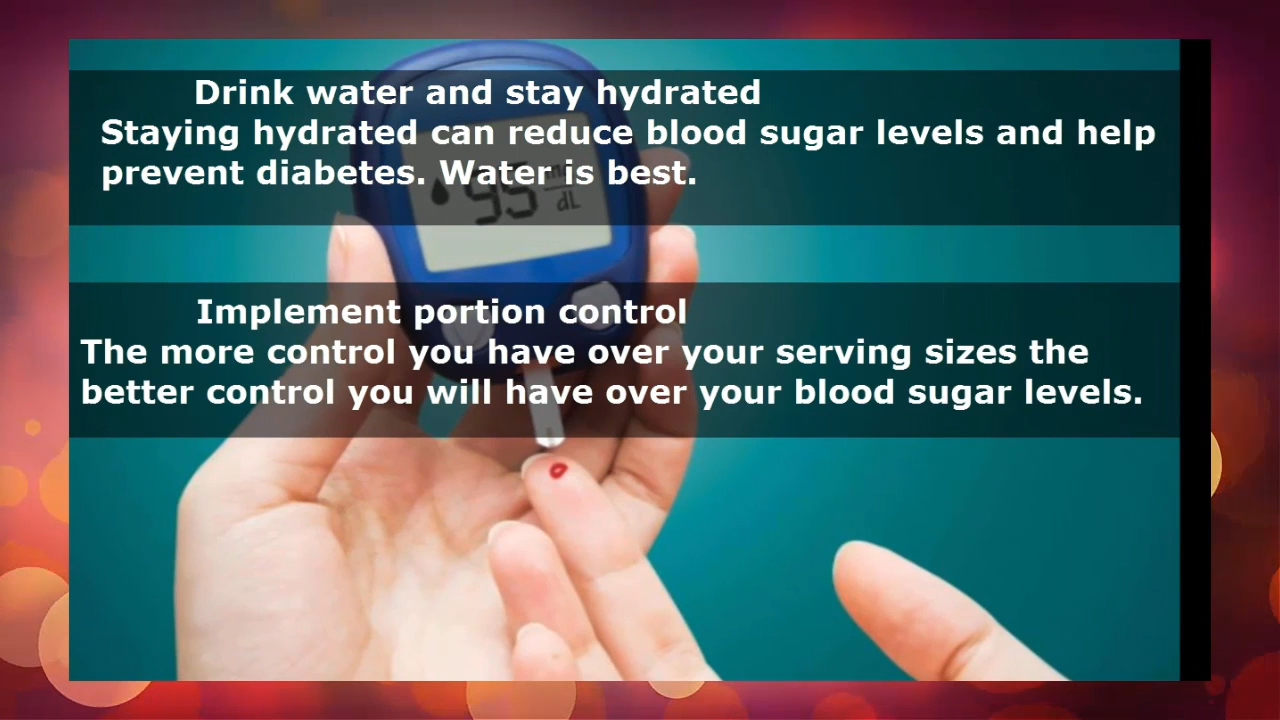 Drink water and stay hydrated
Staying hydrated can reduce blood sugar levels and help
prevent diabetes. Water is best.
95
dL
Implement portion control
The more control you have over your serving sizes the
better control you will have over your blood sugar levels.